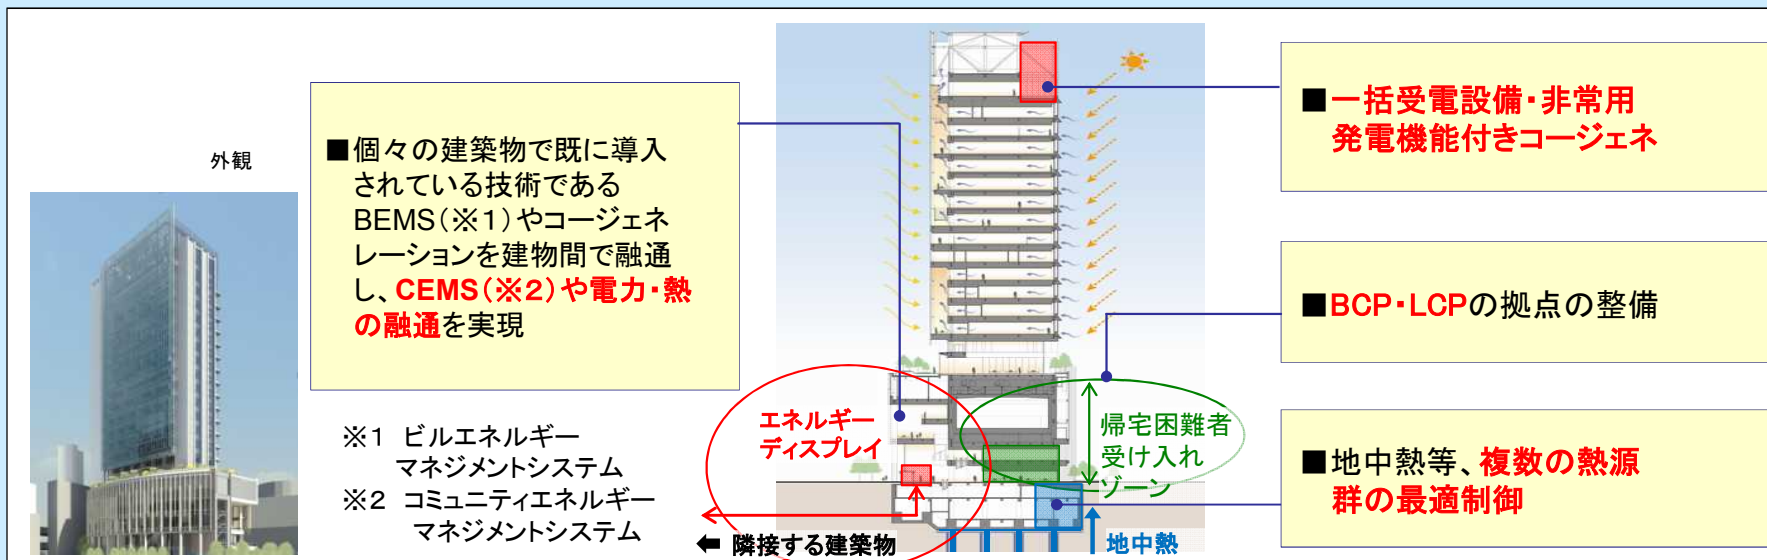 外観
■個々の建築物で既に導入
されている技術である
BEMS(※1)やコージェネ
レーションを建物間で融通
し、CEMS(※2)や電力・熱
の融通を実現
※1 ビルエネルギー
マネジメントシステム
※2 コミュニティエネルギー
マネジメントシステム
エネルギー
ディスプレイ
帰宅困難者
受け入れ
ゾーン
⬅ 隣接する建築物
地中熱
■一括受電設備・非常用
発電機能付きコージェネ
■BCP・LCPの拠点の整備
■地中熱等、複数の熱源
群の最適制御